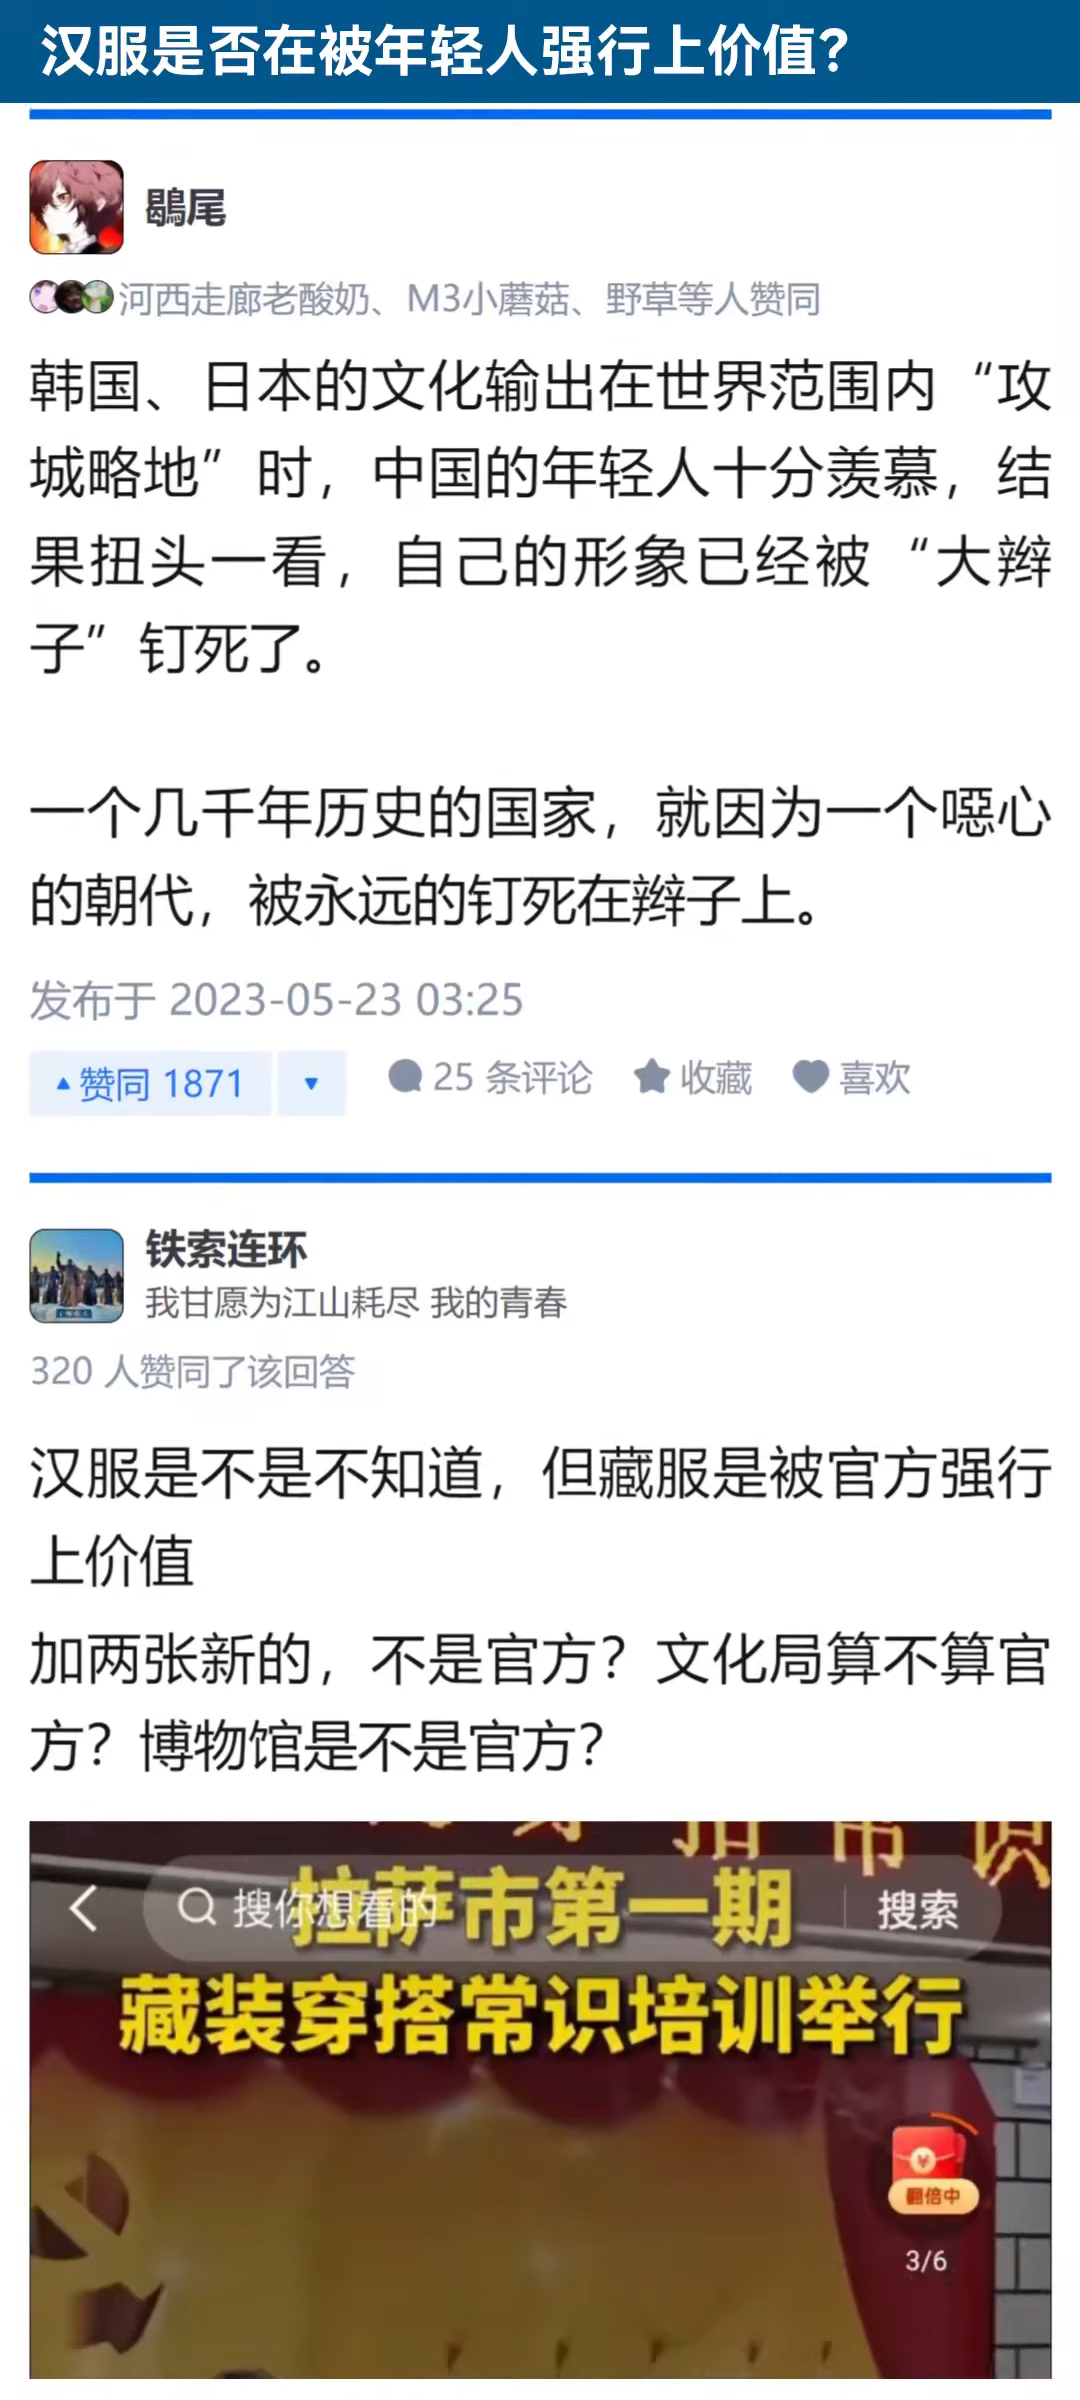 汉服是否在被年轻人强行上价值?
鶡尾
河西走廊老酸奶、M3小蘑菇、野草等人赞同
韩国、日本的文化输出在世界范围内“攻
城略地”时，中国的年轻人十分羡慕，结
果扭头一看，自己的形象已经被“大辫
子”钉死了。
一个几千年历史的国家，就因为一个噁心
的朝代，被永远的钉死在辫子上。
发布于 2023-05-23 03:25
赞同 1871
25 条评论
收藏
喜欢
铁索连环
我甘愿为江山耗尽 我的青春
320 人赞同了该回答
汉服是不是不知道，但藏服是被官方强行
上价值
加两张新的，不是官方？文化局算不算官
方？博物馆是不是官方？
搜你想看的
搜索
拉萨市第一期
藏装穿搭常识培训举行
翻倍中
3/6